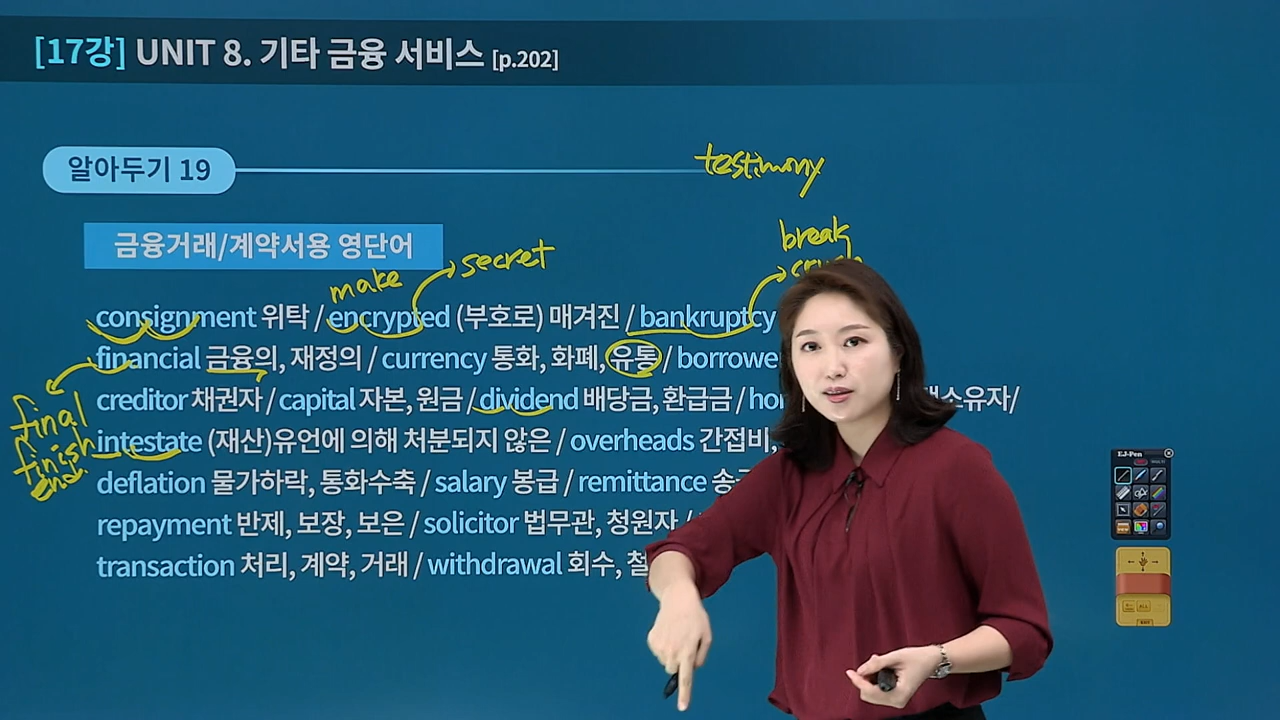 [17강] UNIT 8. 기타 금융 서비스 [p.202]
알아두기 19
testimony
금융거래/계약서용 영단어
break
make
secret
consignment 위탁 / encrypted (부호로) 매겨진 / bankruptcy
financial 금융의, 재정의 / currency 통화, 화폐, 유통 /
creditor 채권자 / capital 자본, 원금 / dividend 배당금, 환급금 /
final
finish
end
intestate (재산)유언에 의해 처분되지 않은 / overheads 간접비,
deflation 물가하락, 통화수축 / salary 봉급 / remittance
repayment 반제, 보장, 보은 / solicitor 법무관, 청원자 /
transaction 처리, 계약, 거래 / withdrawal 회수,
EJ-Pen